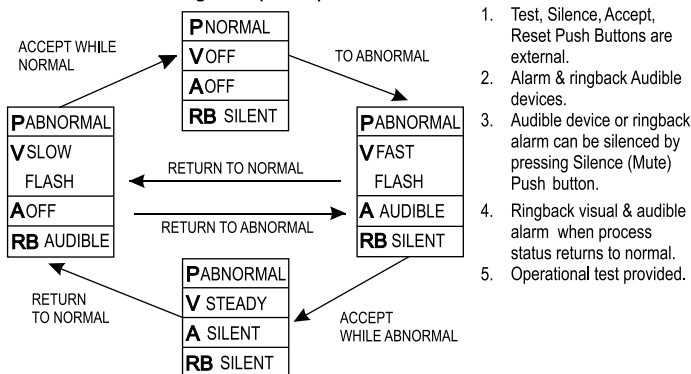 PNORMAL
VOFF
AOFF
RB SILENT
ACCEPT WHILE
NORMAL
TO ABNORMAL
PABNORMAL
VSLOW
FLASH
AOFF
RB AUDIBLE
RETURN TO NORMAL
RETURN TO ABNORMAL
PABNORMAL
VFAST
FLASH
A AUDIBLE
RB SILENT
RETURN
TO NORMAL
PABNORMAL
V STEADY
A SILENT
RB SILENT
ACCEPT
WHILE ABNORMAL
1. Test, Silence, Accept,
Reset Push Buttons are
external.
2. Alarm & ringback Audible
devices.
3. Audible device or ringback
alarm can be silenced by
pressing Silence (Mute)
Push button.
4. Ringback visual & audible
alarm when process
status returns to normal.
5. Operational test provided.